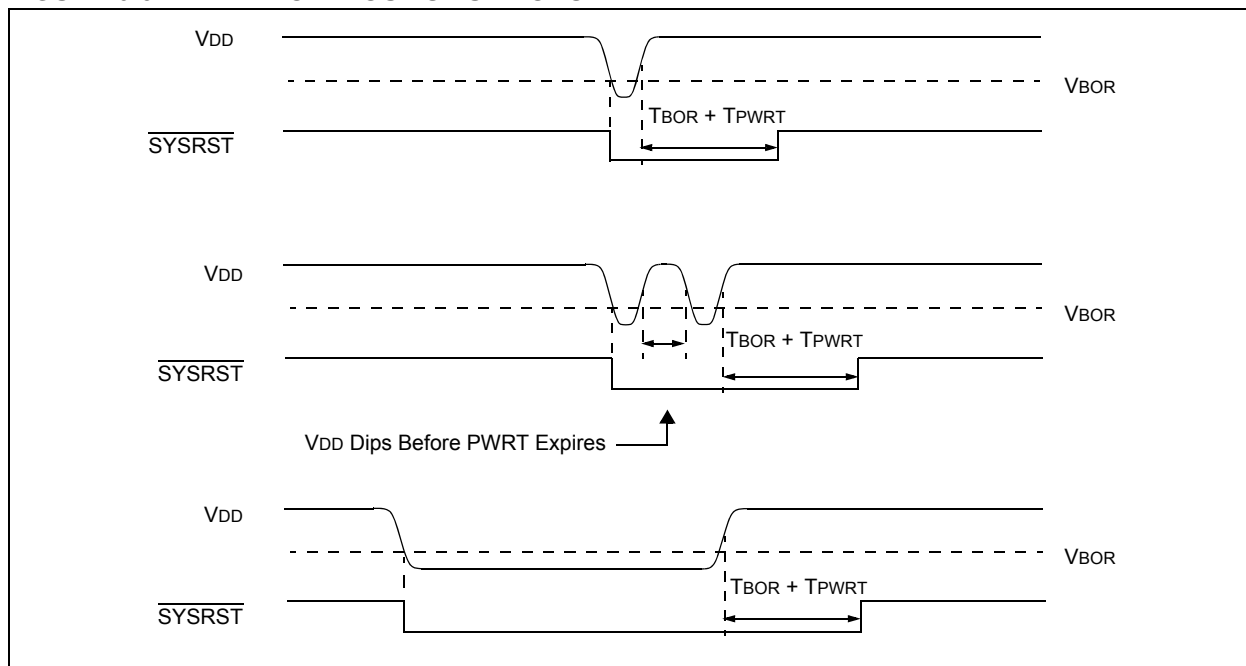 VDD
VBOR
TBOR + TPWRT
SYSRST
VDD
VBOR
TBOR + TPWRT
SYSRST
VDD Dips Before PWRT Expires
VDD
VBOR
TBOR + TPWRT
SYSRST